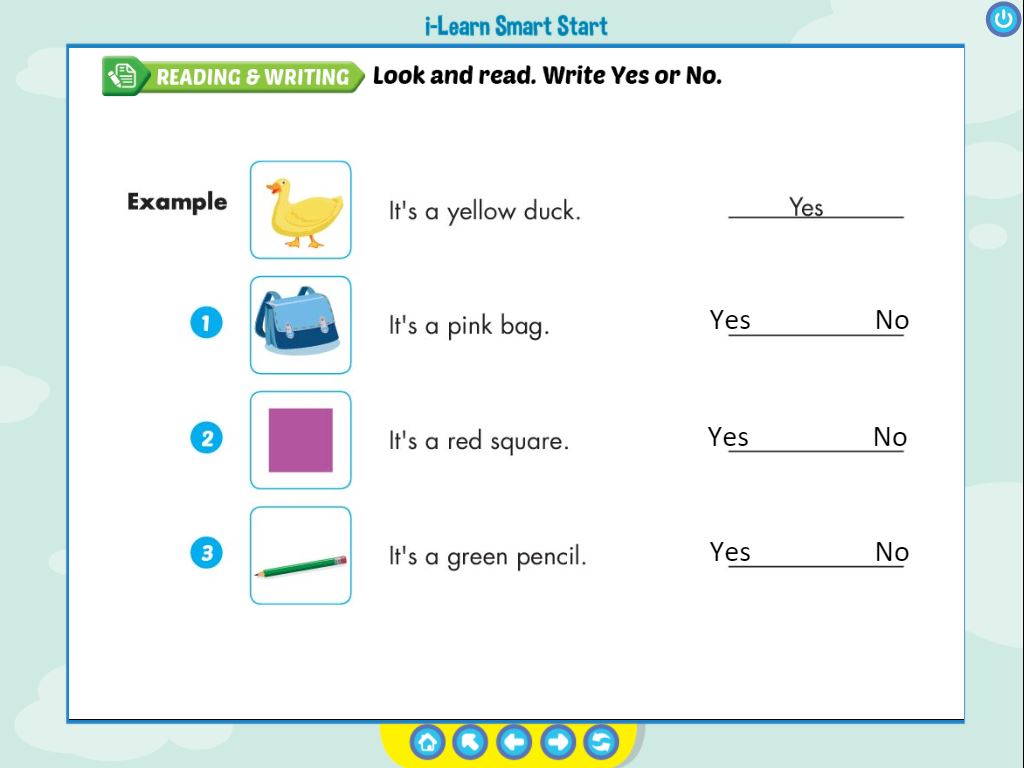 i-Learn Smart Start
READING & WRITING Look and read. Write Yes or No.
Example It's a yellow duck. Yes
1 It's a pink bag. Yes No
2 It's a red square. Yes No
3 It's a green pencil. Yes No